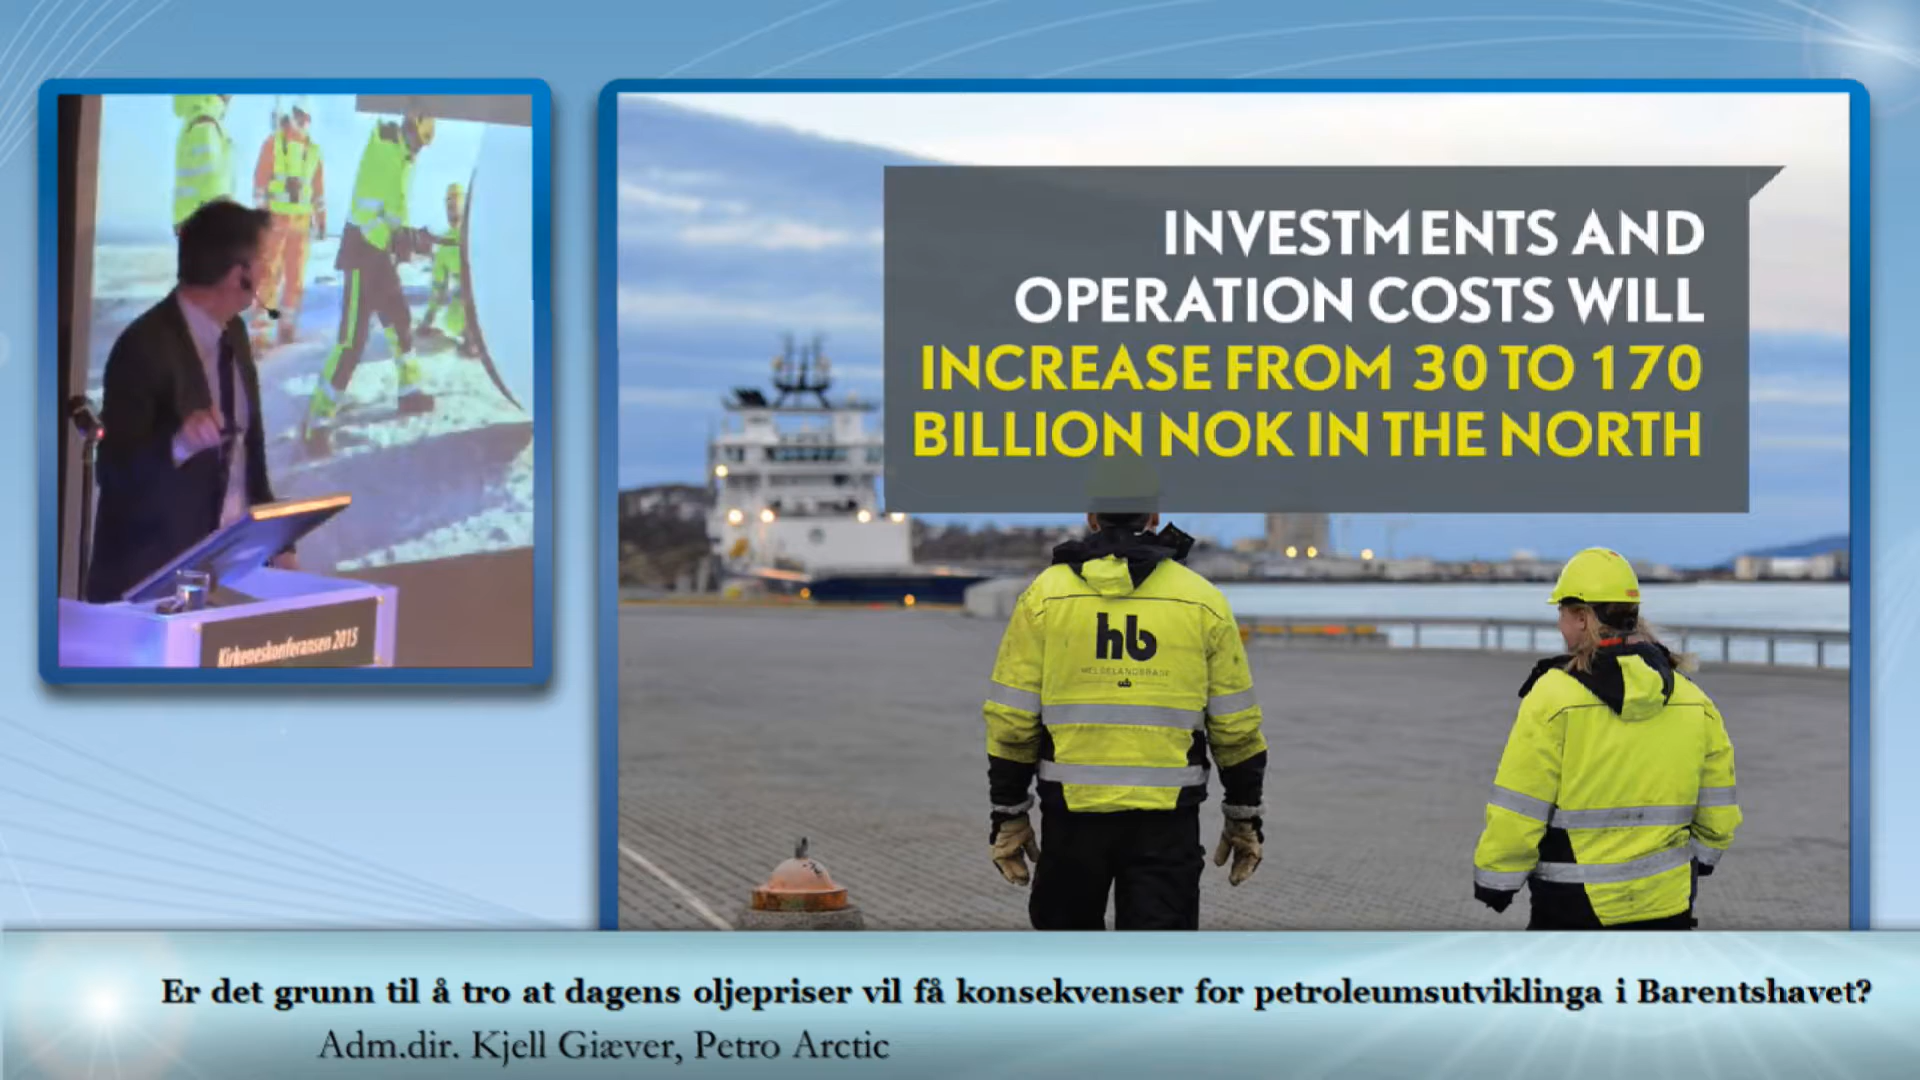 INVESTMENTS AND
OPERATION COSTS WILL
INCREASE FROM 30 TO 170
BILLION NOK IN THE NORTH
hb
HELGELANDSBASE
Kirkeneskonferansen 2015
Er det grunn til å tro at dagens oljepriser vil få konsekvenser for petroleumsutviklinga i Barentshavet?
Adm.dir. Kjell Giæver, Petro Arctic